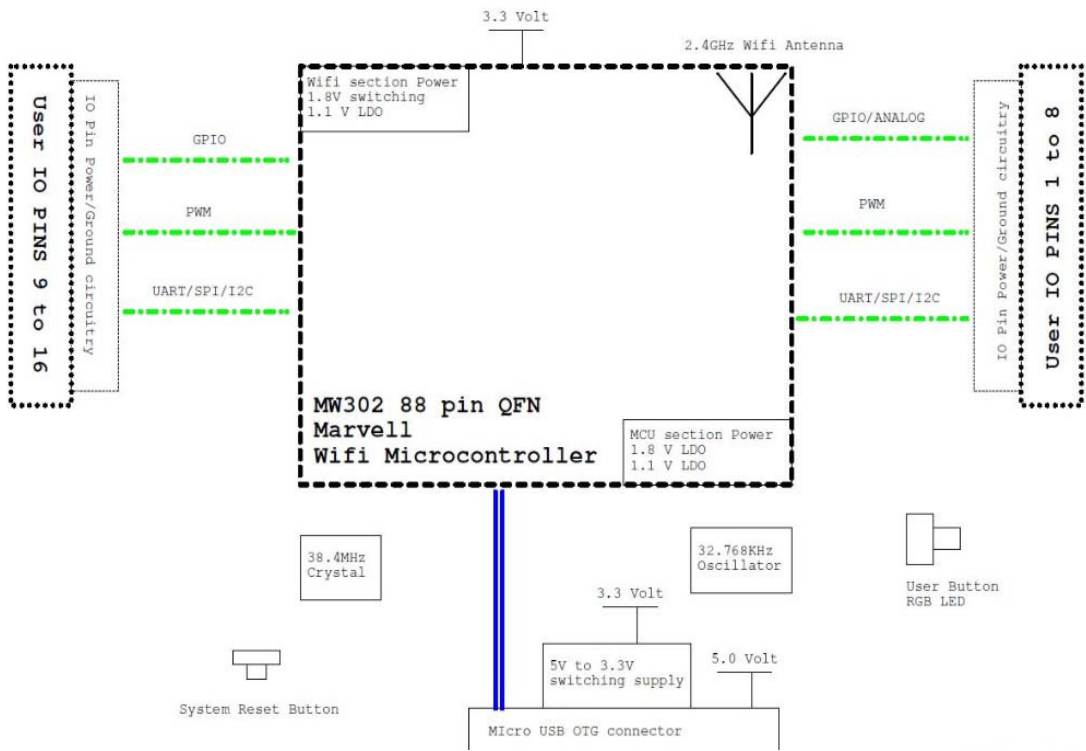 3.3 Volt
2.4GHz Wifi Antenna
Wifi section Power
1.8V switching
1.1 V LDO
User IO PINS 9 to 16
IO Pin Power/Ground circuitry
GPIO
PWM
UART/SPI/I2C
GPIO/ANALOG
PWM
UART/SPI/I2C
IO Pin Power/Ground circuitry
User IO PINS 1 to 8
MW302 88 pin QFN
Marvell
Wifi Microcontroller
MCU section Power
1.8 V LDO
1.1 V LDO
38.4MHz
Crystal
32.768KHz
Oscillator
User Button
RGB LED
3.3 Volt
5V to 3.3V
switching supply
5.0 Volt
System Reset Button
MIcro USB OTG connector